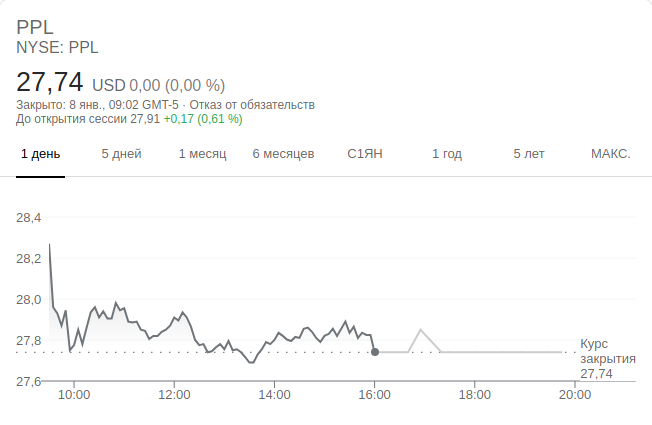 PPL
NYSE: PPL
27,74 USD 0,00 (0,00 %)
Закрыто: 8 янв., 09:02 GMT-5 · Отказ от обязательств
До открытия сессии 27,91 +0,17 (0,61 %)
1 день 5 дней 1 месяц 6 месяцев С1ЯН 1 год 5 лет МАКС.
28,4
28,2
28,0
27,8
27,6
Курс
закрытия
27,74
10:00 12:00 14:00 16:00 18:00 20:00